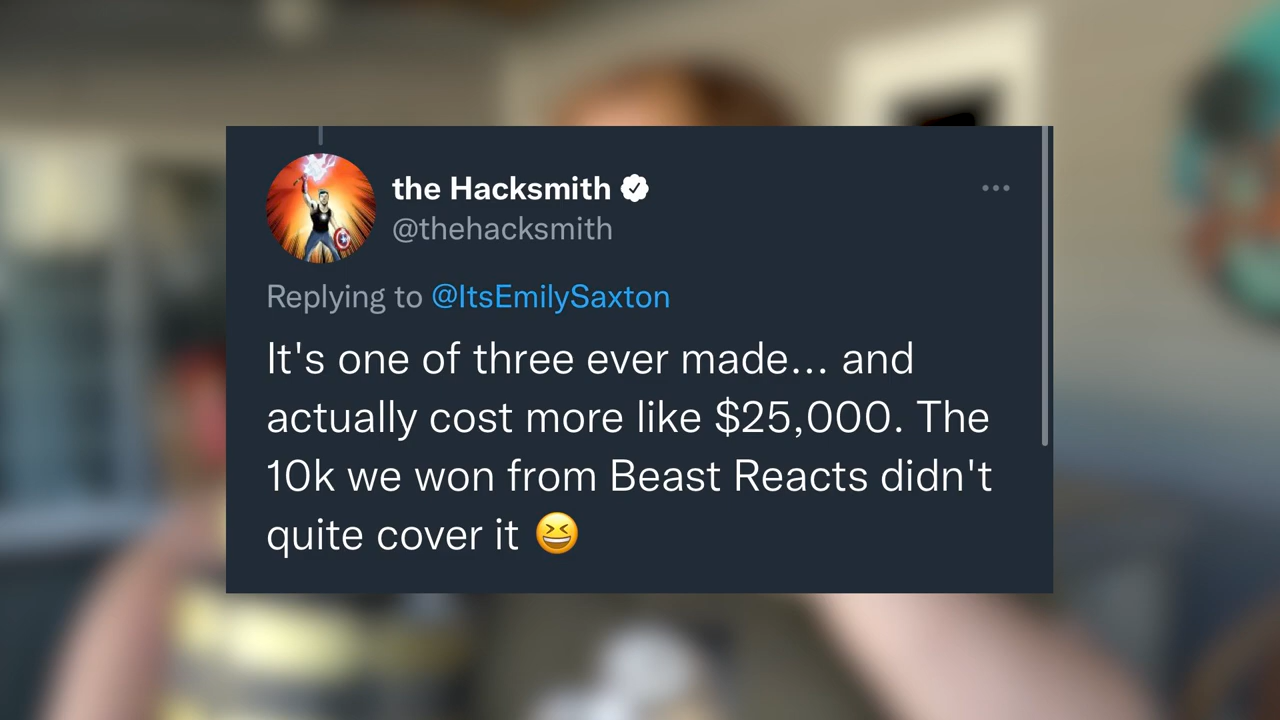 the Hacksmith
@thehacksmith
Replying to @ItsEmilySaxton
It's one of three ever made... and
actually cost more like $25,000. The
10k we won from Beast Reacts didn't
quite cover it 😆